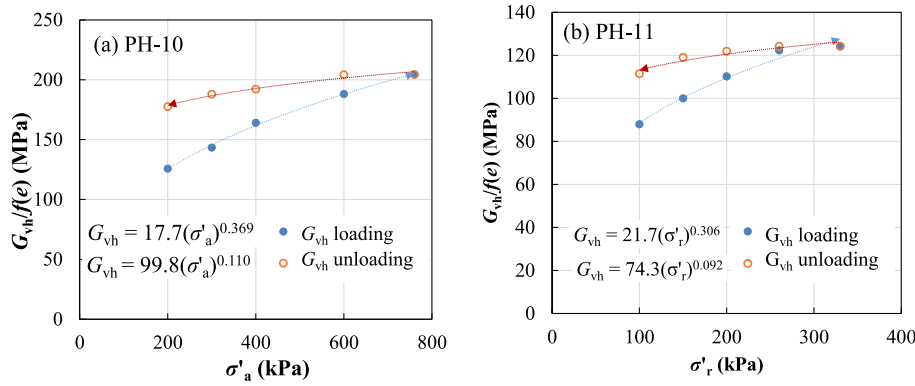 (a) PH-10
G_vh/f(e) (MPa)
250
200
150
100
50
0
G_vh = 17.7(σ'_a)^0.369
G_vh = 99.8(σ'_a)^0.110
G_vh loading
G_vh unloading
0 200 400 600 800
σ'_a (kPa)
(b) PH-11
G_vh/f(e) (MPa)
140
120
100
80
60
40
20
0
G_vh = 21.7(σ'_r)^0.306
G_vh = 74.3(σ'_r)^0.092
G_vh loading
G_vh unloading
0 100 200 300 400
σ'_r (kPa)